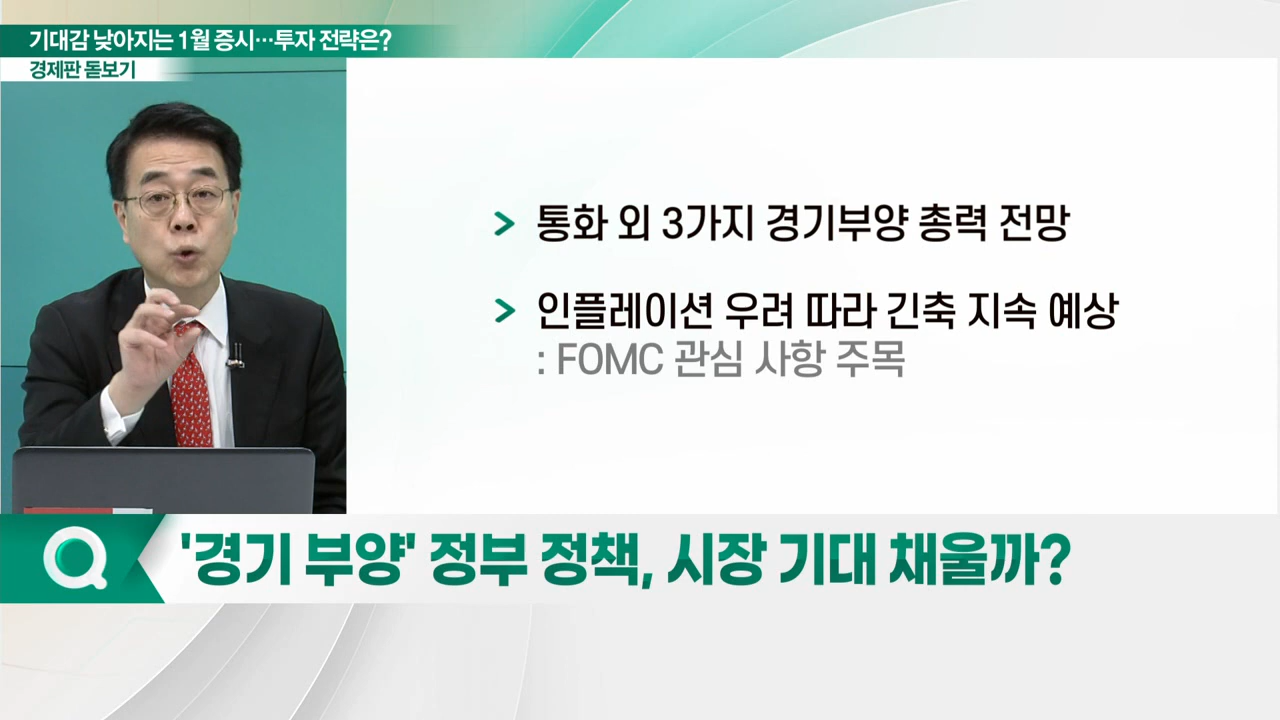 기대감 낮아지는 1월 증시…투자 전략은?
경제판 돋보기
> 통화 외 3가지 경기부양 총력 전망
> 인플레이션 우려 따라 긴축 지속 예상
: FOMC 관심 사항 주목
'경기 부양' 정부 정책, 시장 기대 채울까?